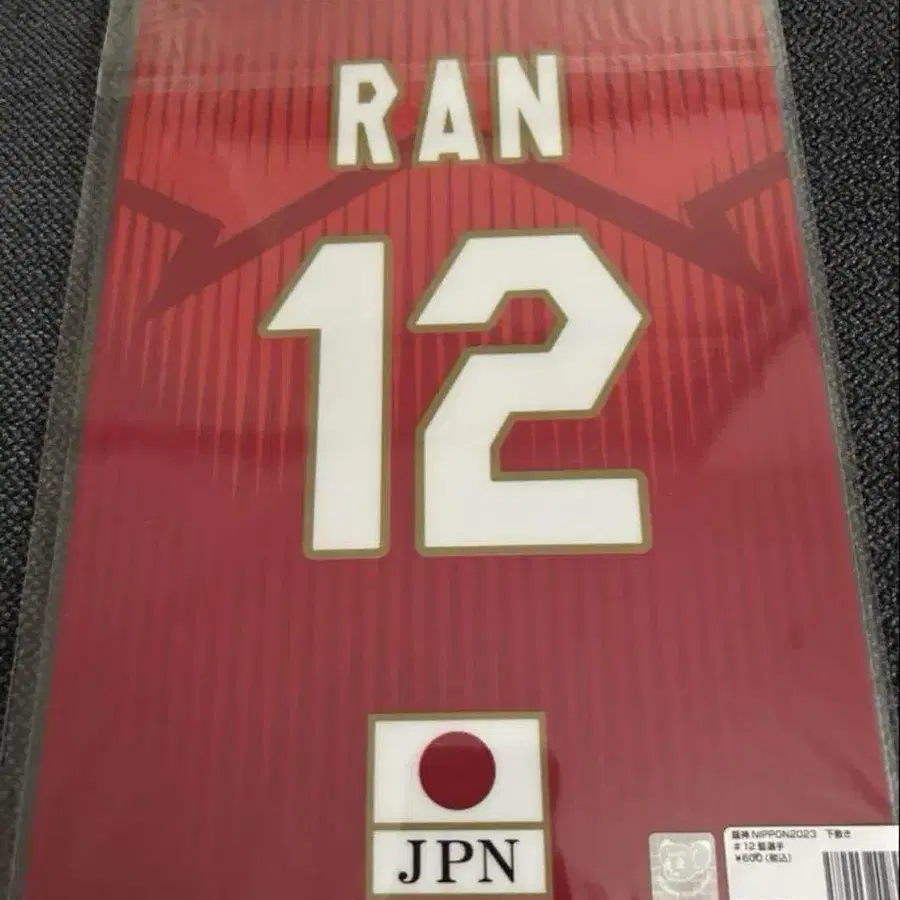 RAN
12
JPN
龍神NIPPON2023 下敷き
#12 藍選手
¥600(税込)